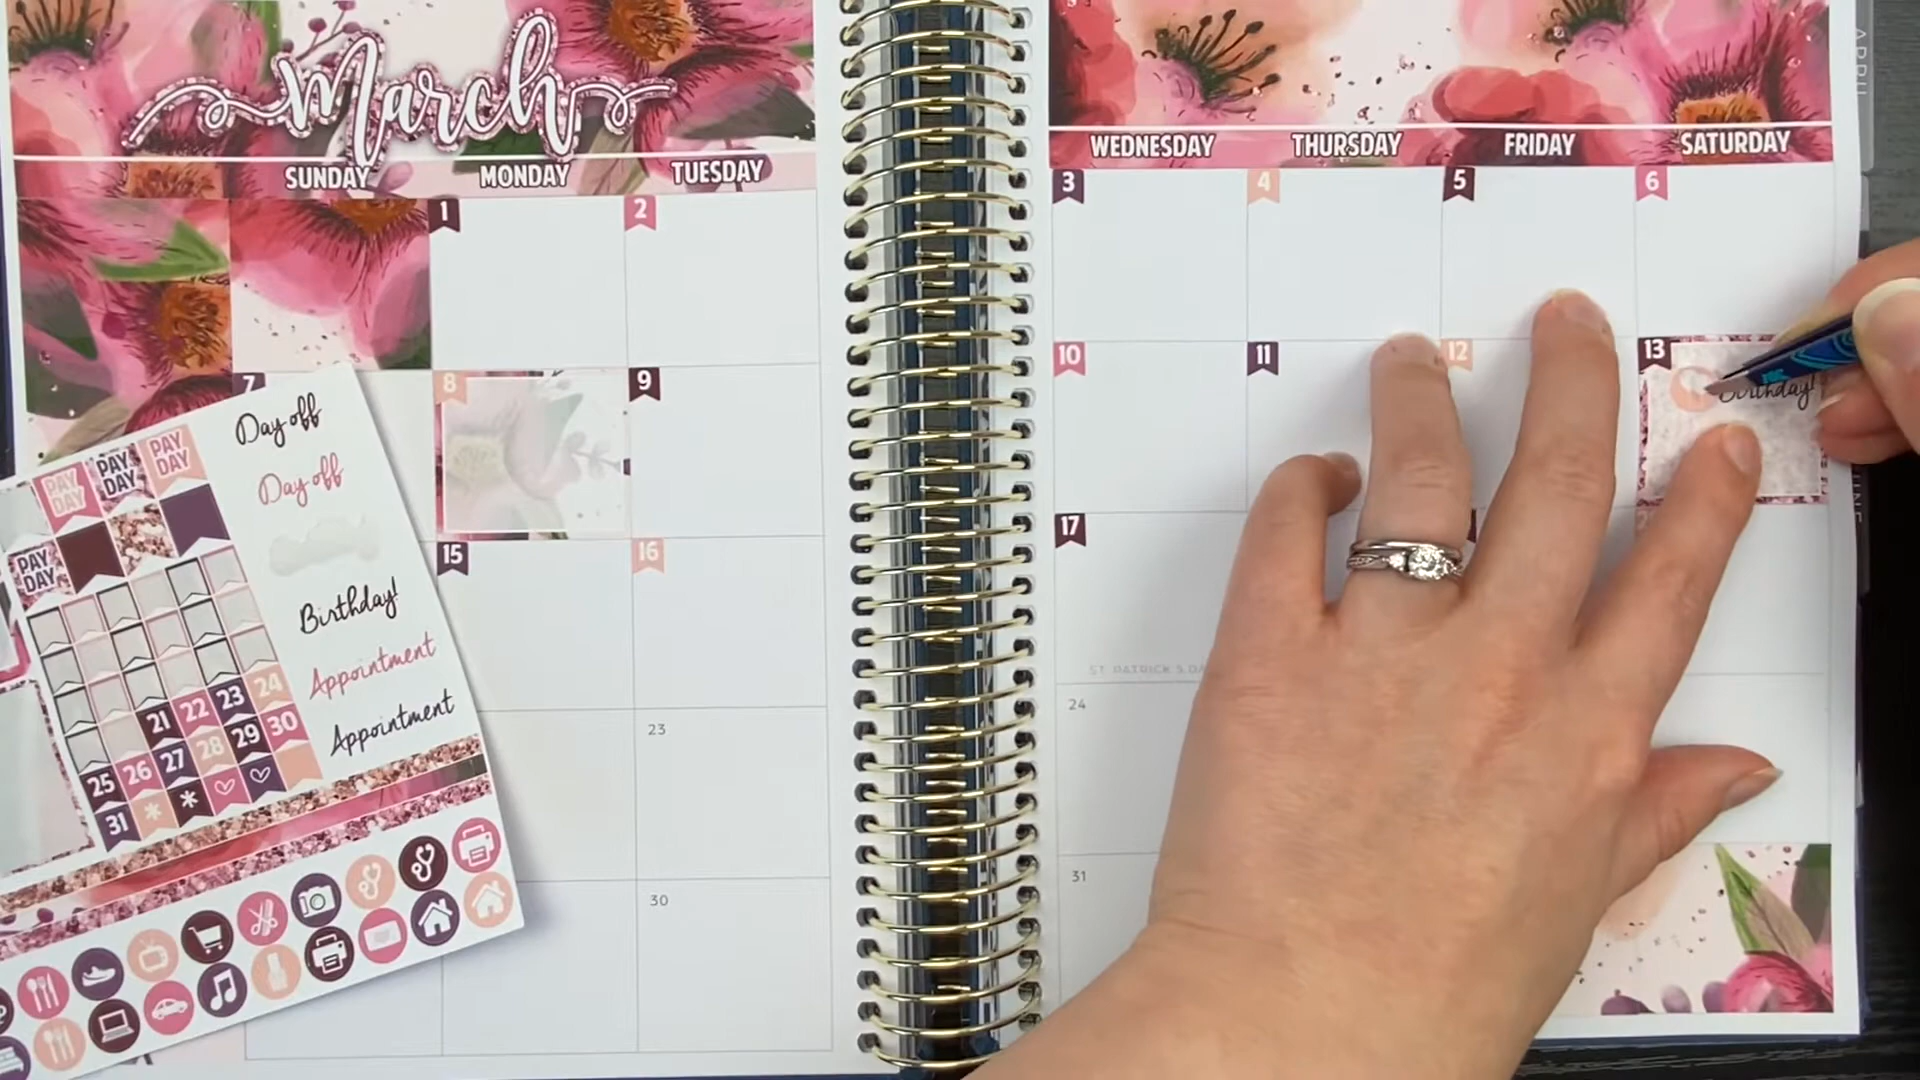 March
SUNDAY MONDAY TUESDAY
1 2
7 8 9
15 16
23
30
WEDNESDAY THURSDAY FRIDAY SATURDAY
3 4 5 6
10 11 12 13
Birthday!
17
ST. PATRICK'S DA
24
31
PAY DAY
PAY DAY
PAY DAY
PAY DAY
Day off
Day off
Birthday!
Appointment
Appointment
21 22 23 24
25 26 27 28 29 30
31